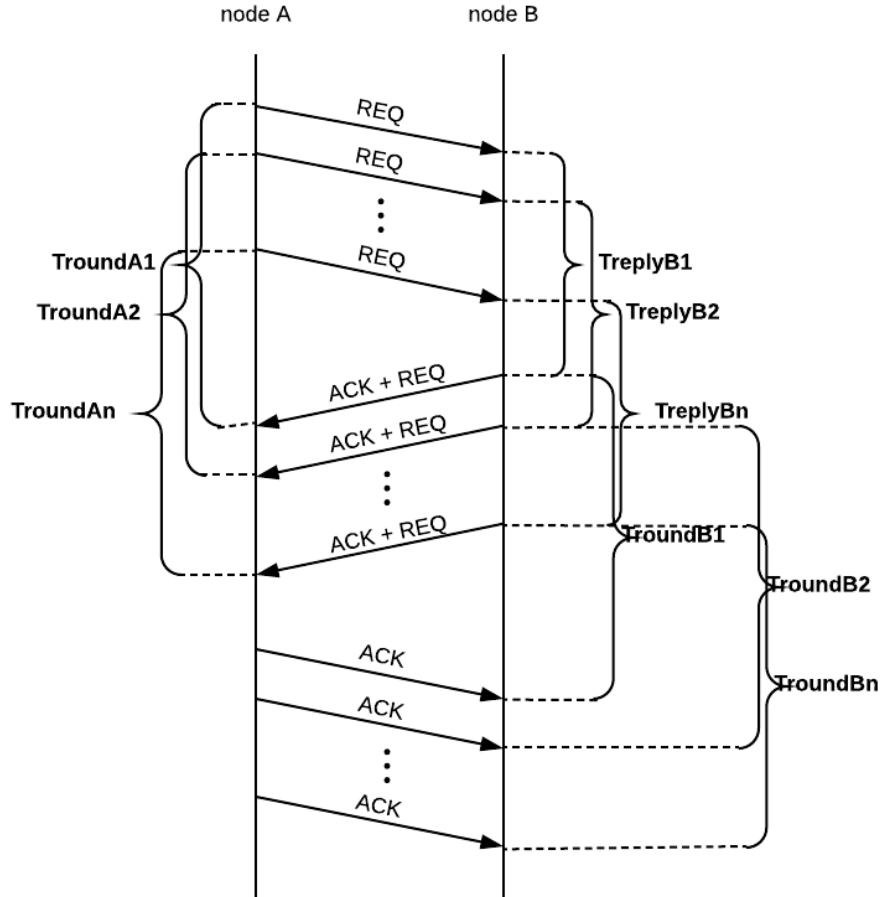 node A
node B
REQ
REQ
REQ
TroundA1
TreplyB1
TroundA2
TreplyB2
ACK + REQ
TroundAn
TreplyBn
ACK + REQ
ACK + REQ
TroundB1
TroundB2
ACK
TroundBn
ACK
ACK